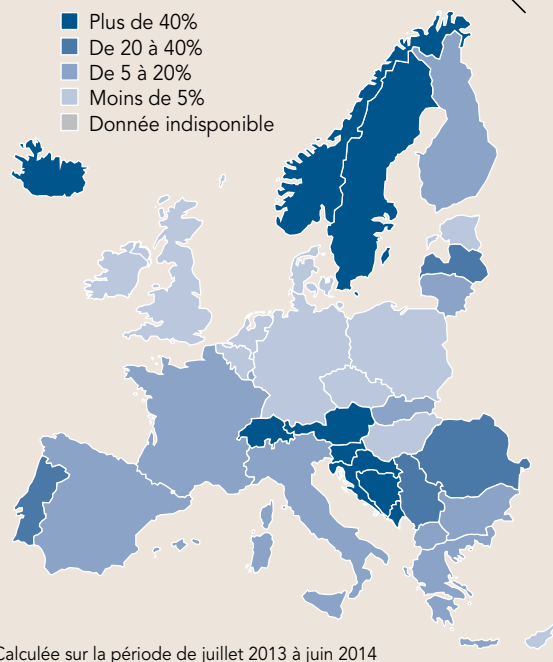 Plus de 40%
De 20 à 40%
De 5 à 20%
Moins de 5%
Donnée indisponible
Calculée sur la période de juillet 2013 à juin 2014